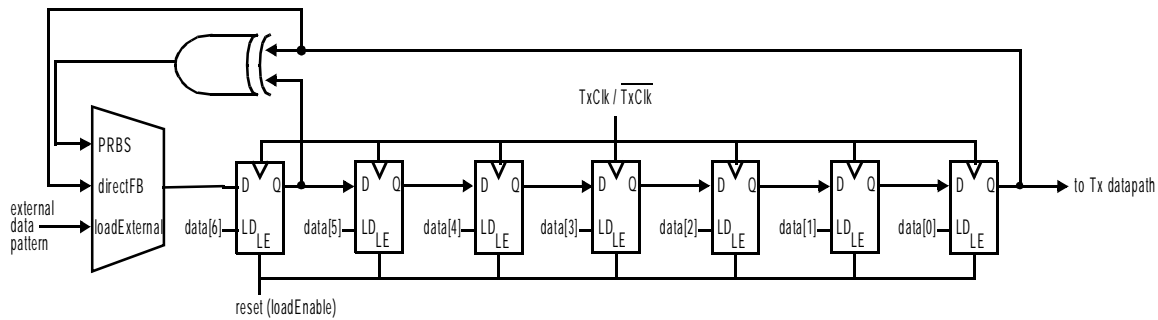 TxClk / TxClk
PRBS
directFB
loadExternal
external
data
pattern
D Q
D Q
D Q
D Q
D Q
D Q
D Q
to Tx datapath
data[6] LD LE
data[5] LD LE
data[4] LD LE
data[3] LD LE
data[2] LD LE
data[1] LD LE
data[0] LD LE
reset (loadEnable)